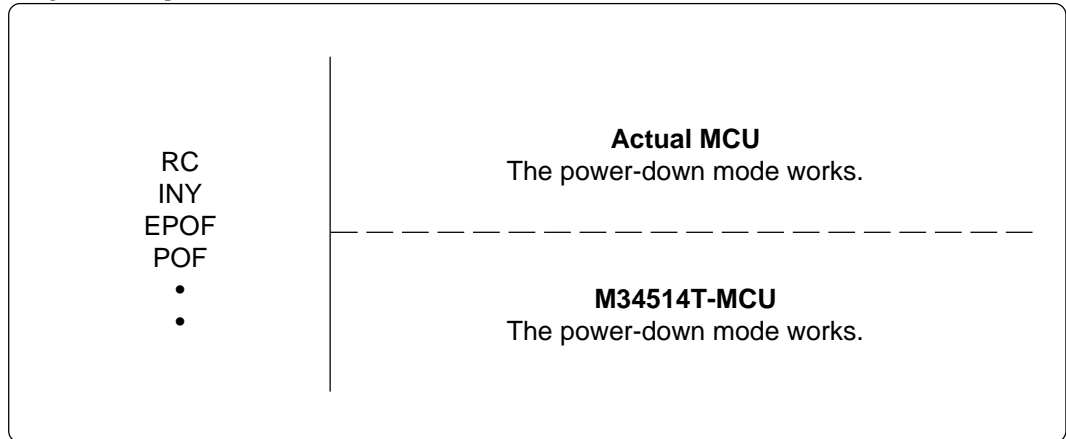 RC
INY
EPOF
POF
•
•
Actual MCU
The power-down mode works.
M34514T-MCU
The power-down mode works.